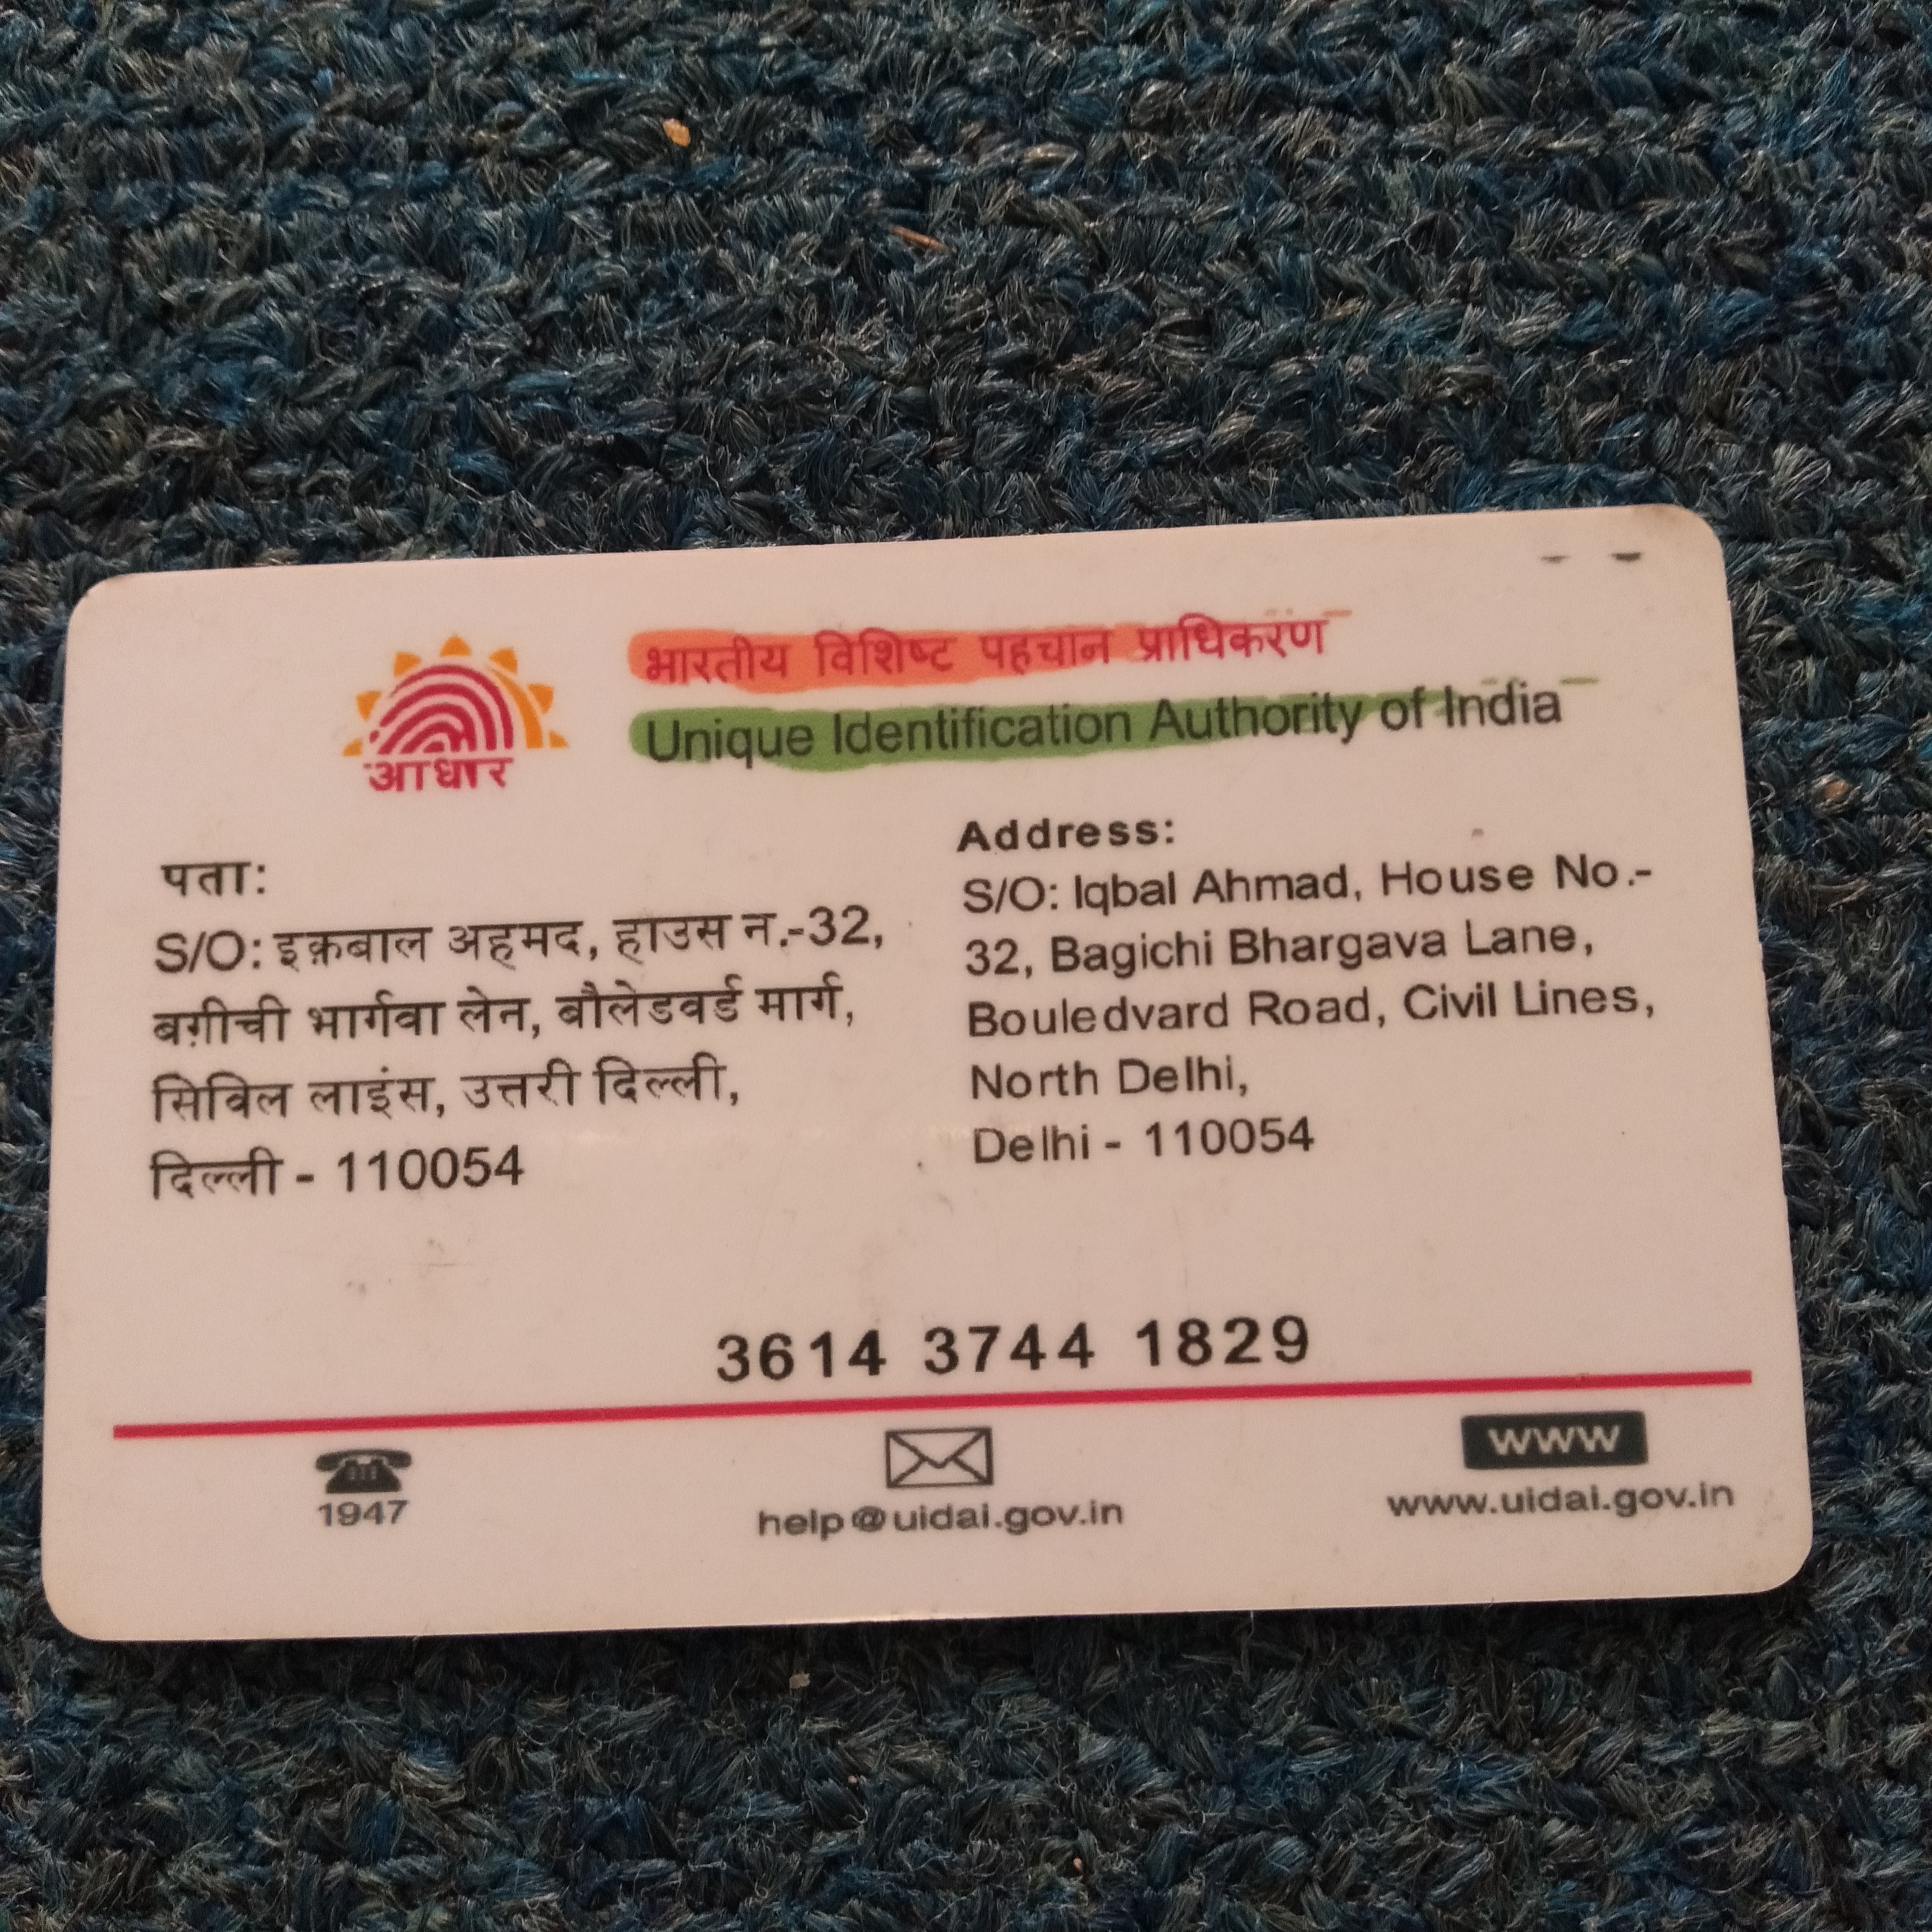 भारतीय विशिष्ट पहचान प्राधिकरण
Unique Identification Authority of India
आधार
पता:
S/O: इक़बाल अहमद, हाउस न.-32,
बग़ीची भार्गवा लेन, बौलेडवर्ड मार्ग,
सिविल लाइंस, उत्तरी दिल्ली,
दिल्ली - 110054
Address:
S/O: Iqbal Ahmad, House No.-
32, Bagichi Bhargava Lane,
Bouledvard Road, Civil Lines,
North Delhi,
Delhi - 110054
3614 3744 1829
1947
help@uidai.gov.in
www
www.uidai.gov.in